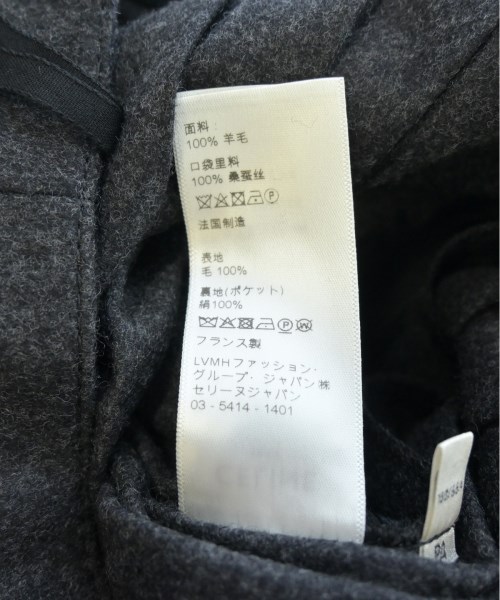 面料:
100% 羊毛
口袋里料
100% 桑蚕丝
法国制造
表地
毛 100%
裏地(ポケット)
絹100%
フランス製
LVMHファッション・
グループ・ジャパン㈱
セリーヌジャパン
03 - 5414 - 1401